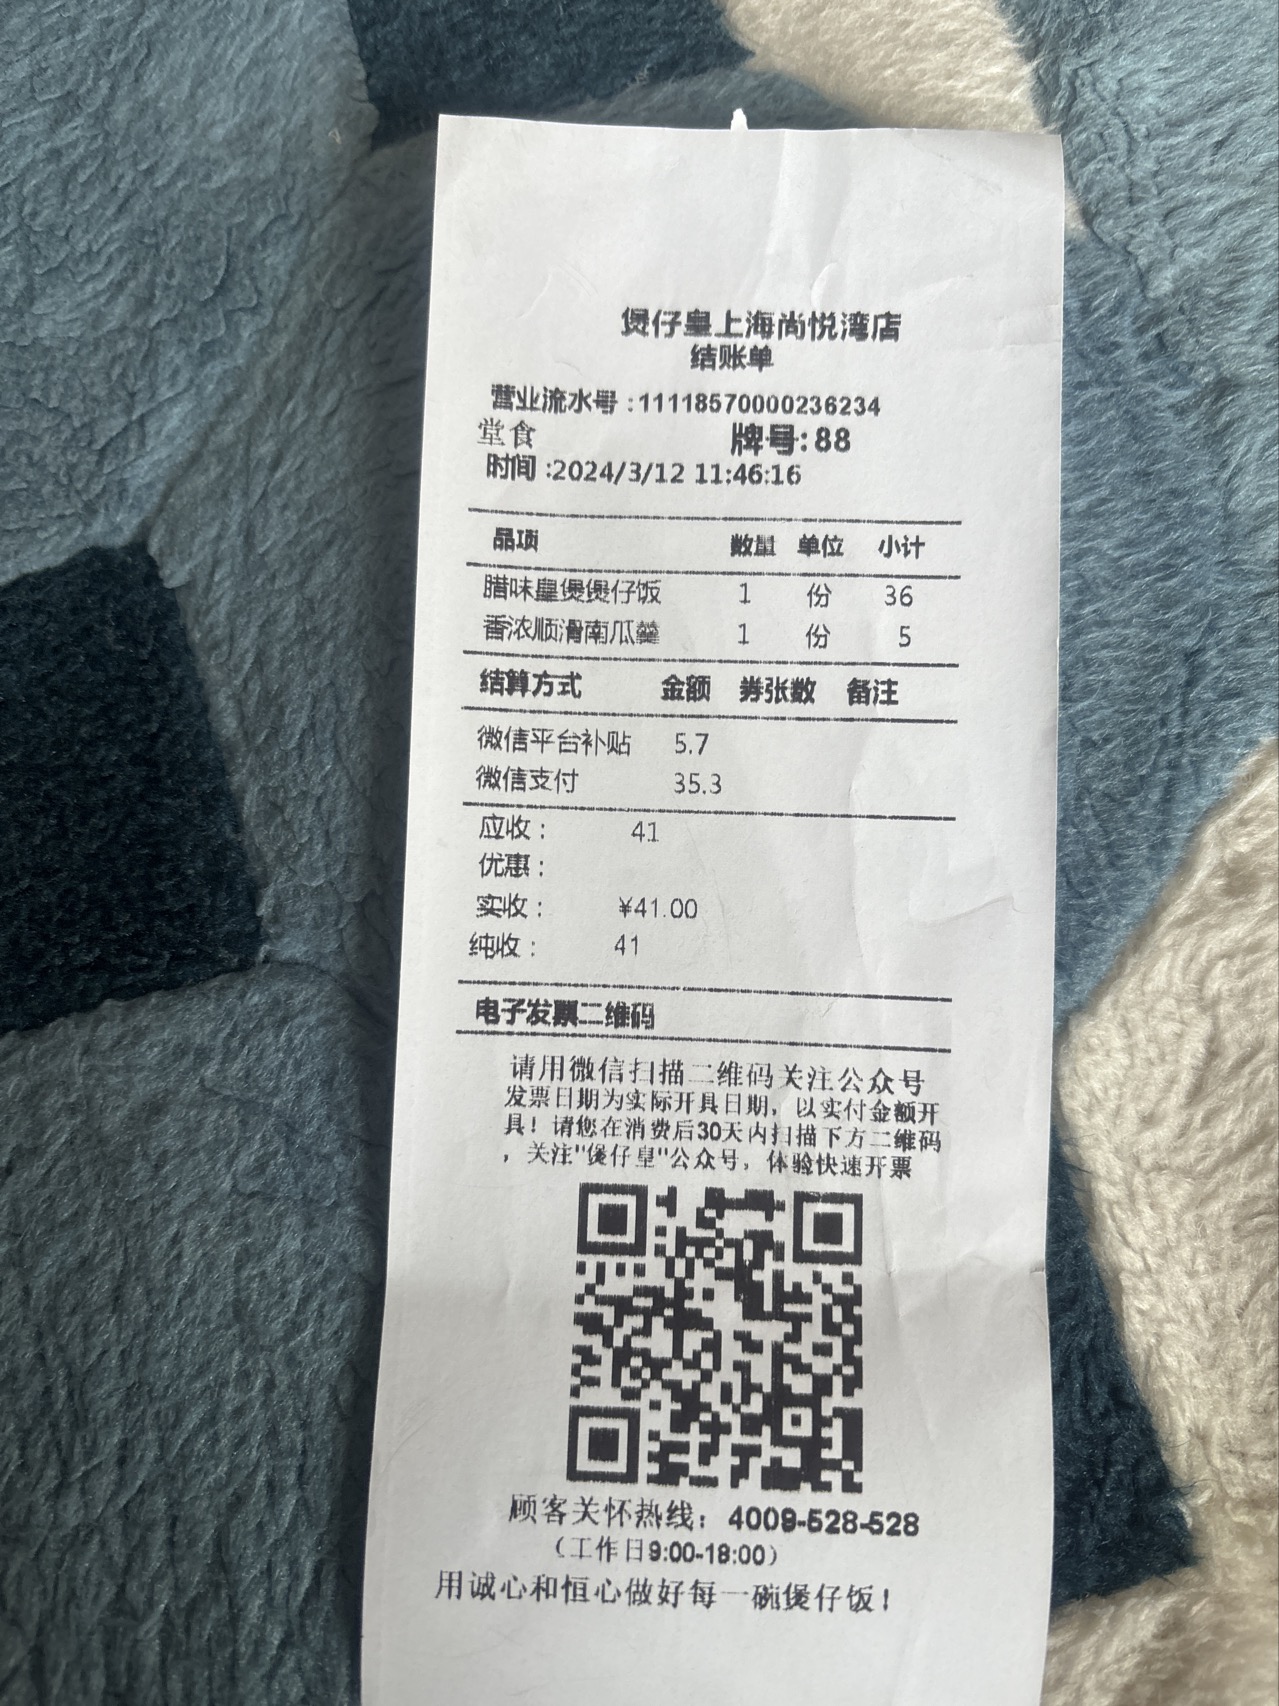 煲仔皇上海尚悦湾店
结账单
营业流水号:11118570000236234
堂食 牌号:88
时间:2024/3/12 11:46:16
品项 数量 单位 小计
腊味皇煲煲仔饭 1 份 36
香浓顺滑南瓜羹 1 份 5
结算方式 金额 券张数 备注
微信平台补贴 5.7
微信支付 35.3
应收: 41
优惠:
实收: ¥41.00
纯收: 41
电子发票二维码
请用微信扫描二维码关注公众号
发票日期为实际开具日期，以实付金额开
具！请您在消费后30天内扫描下方二维码
，关注"煲仔皇"公众号，体验快速开票
顾客关怀热线：4009-528-528
（工作日9:00-18:00）
用诚心和恒心做好每一碗煲仔饭！